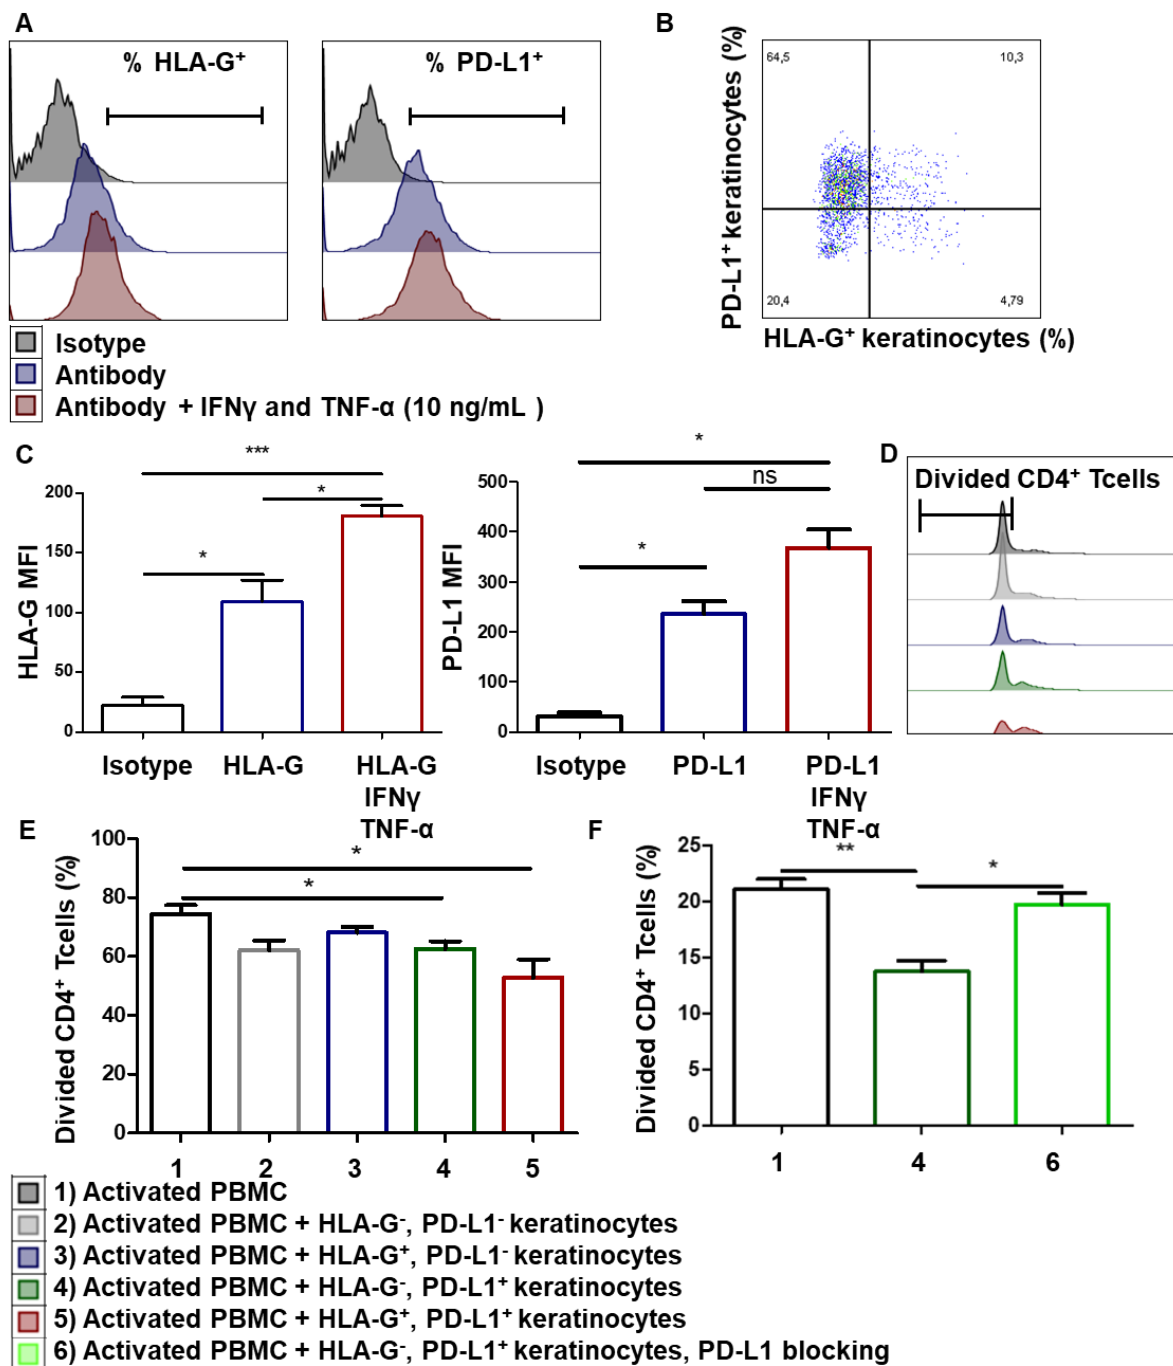 A
% HLA-G⁺
% PD-L1⁺
Isotype
Antibody
Antibody + IFNγ and TNF-α (10 ng/mL )
B
PD-L1⁺ keratinocytes (%)
64,5
10,3
20,4
4,79
HLA-G⁺ keratinocytes (%)
C
***
*
*
HLA-G MFI
200
150
100
50
0
Isotype
HLA-G
HLA-G
IFNγ
TNF-α
*
ns
*
PD-L1 MFI
500
400
300
200
100
0
Isotype
PD-L1
PD-L1
IFNγ
TNF-α
D
Divided CD4⁺ Tcells
E
*
*
Divided CD4⁺ Tcells (%)
100
80
60
40
20
0
1 2 3 4 5
F
**
*
Divided CD4⁺ Tcells (%)
25
20
15
10
5
0
1 4 6
1) Activated PBMC
2) Activated PBMC + HLA-G⁻, PD-L1⁻ keratinocytes
3) Activated PBMC + HLA-G⁺, PD-L1⁻ keratinocytes
4) Activated PBMC + HLA-G⁻, PD-L1⁺ keratinocytes
5) Activated PBMC + HLA-G⁺, PD-L1⁺ keratinocytes
6) Activated PBMC + HLA-G⁻, PD-L1⁺ keratinocytes, PD-L1 blocking